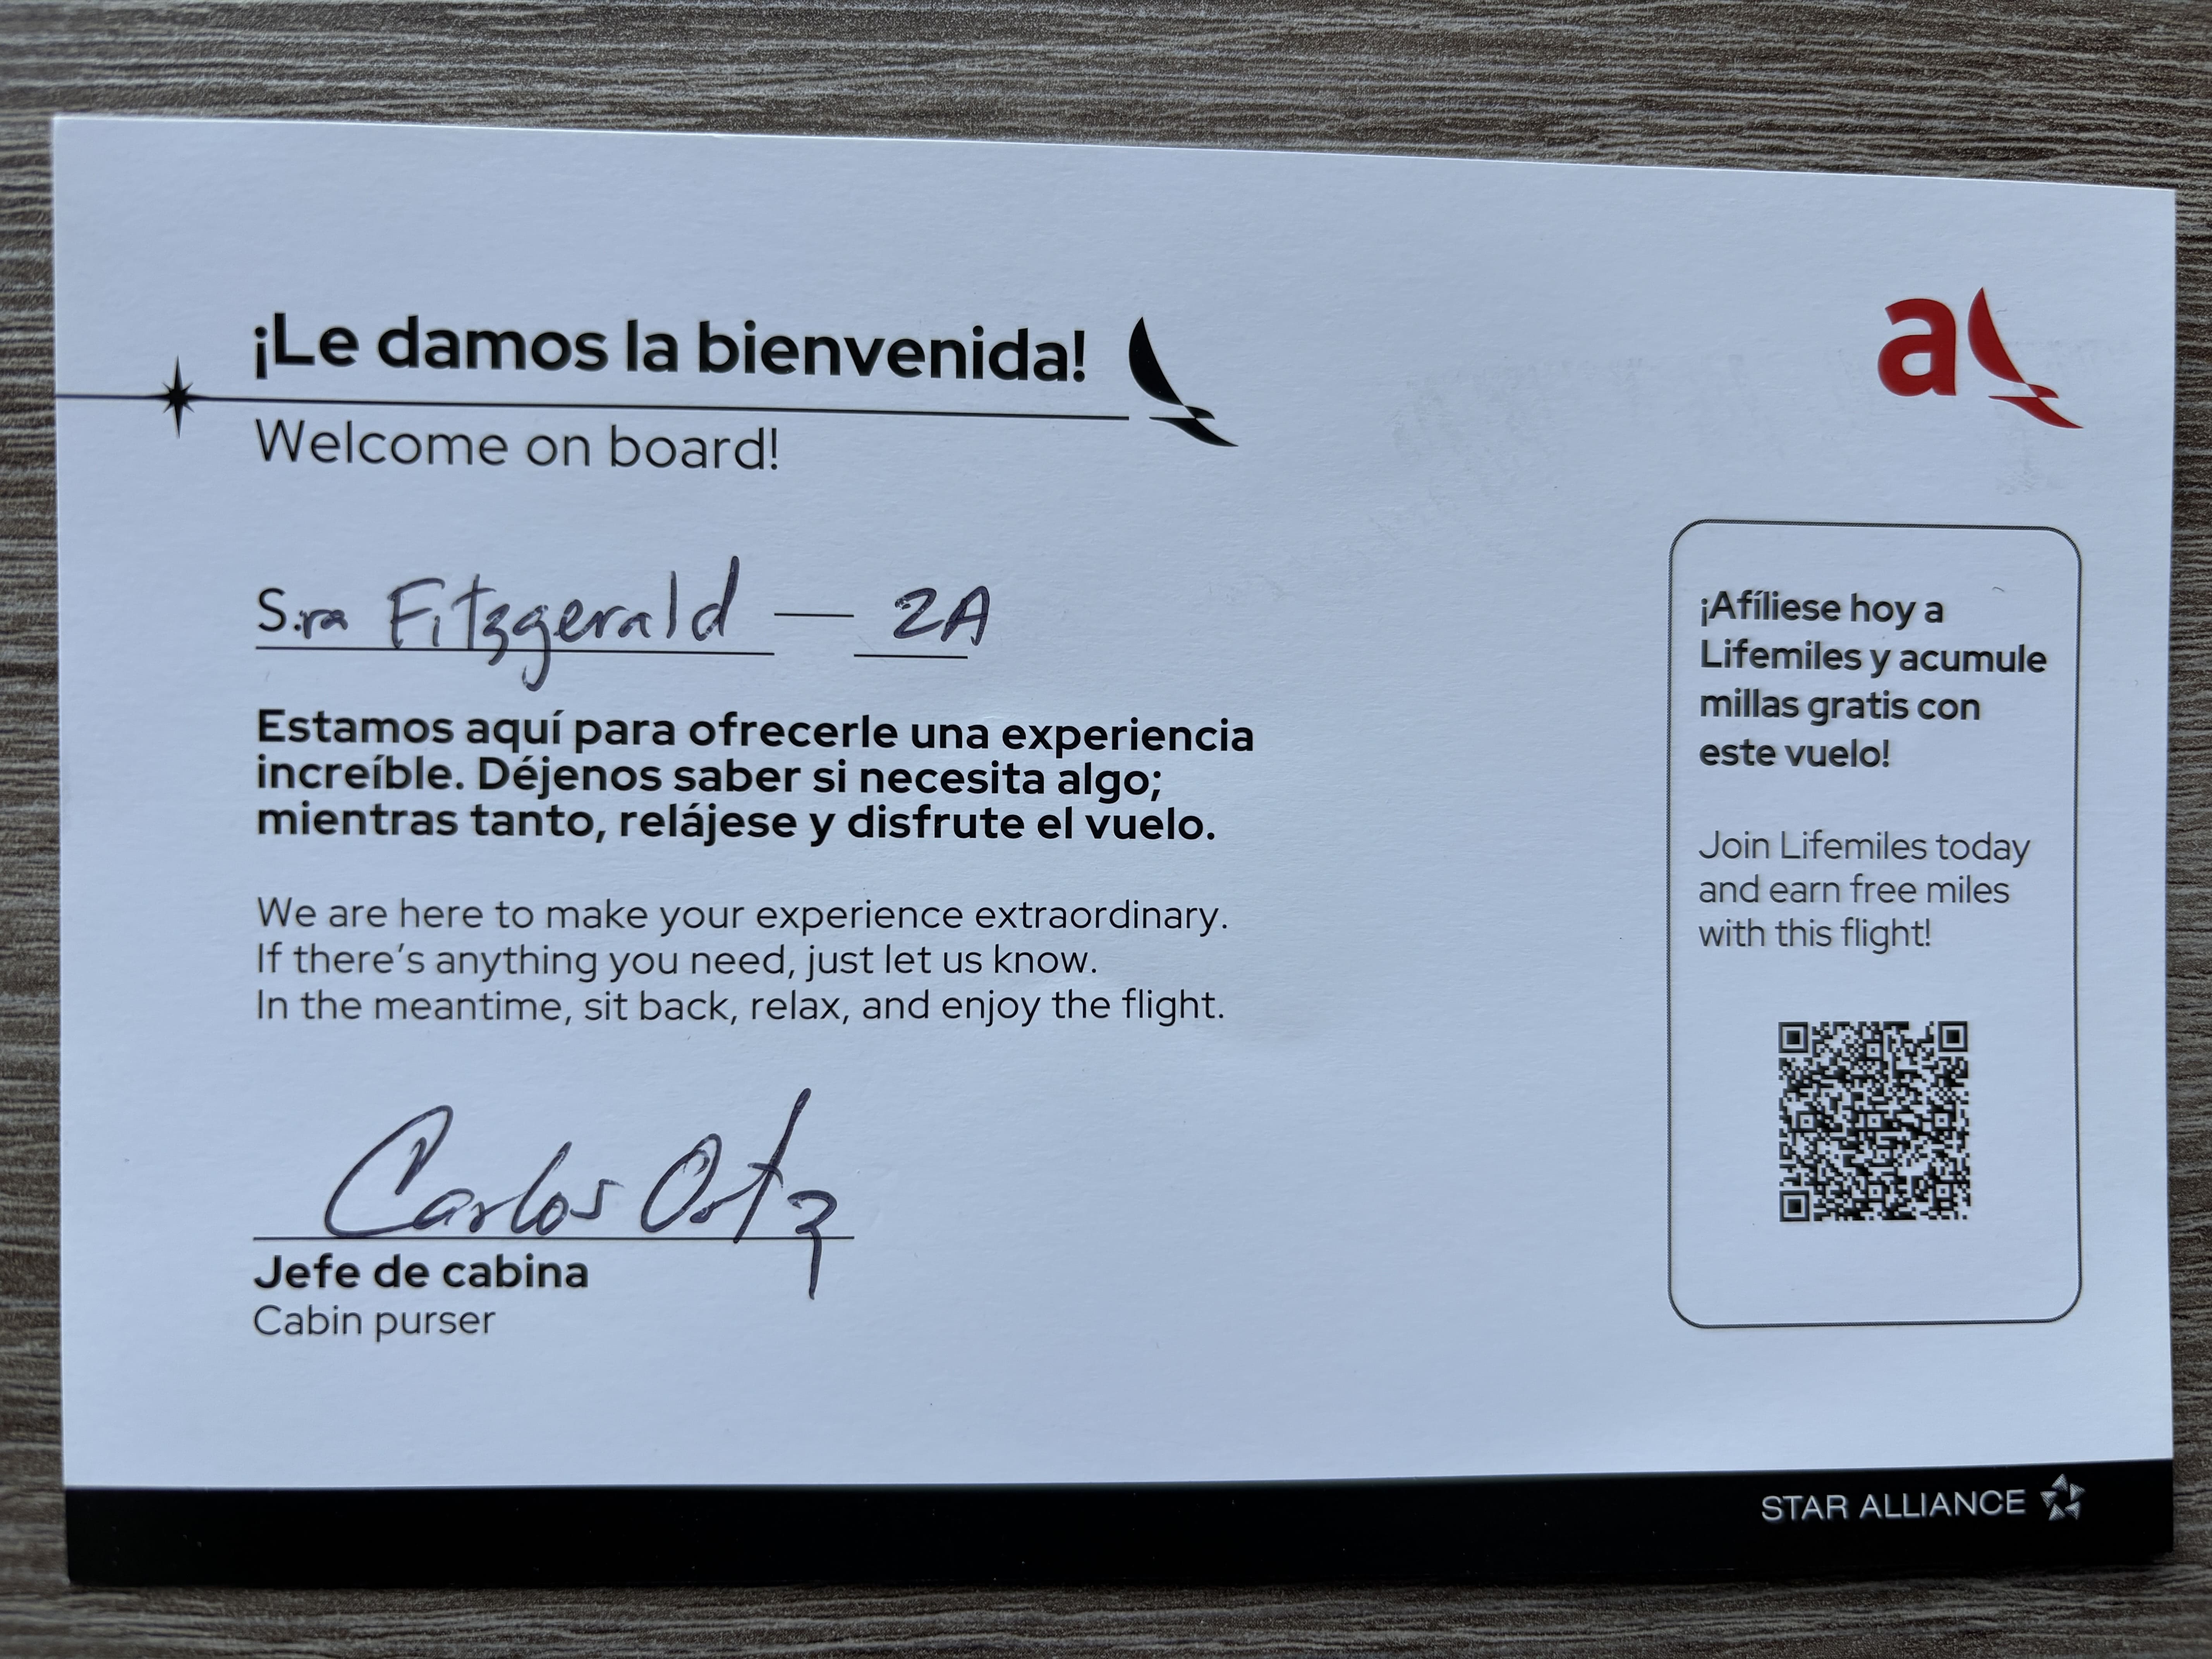 ¡Le damos la bienvenida!
Welcome on board!
a
S.ra Fitzgerald — 2A
Estamos aquí para ofrecerle una experiencia
increíble. Déjenos saber si necesita algo;
mientras tanto, relájese y disfrute el vuelo.
We are here to make your experience extraordinary.
If there's anything you need, just let us know.
In the meantime, sit back, relax, and enjoy the flight.
Carlos Ortz
Jefe de cabina
Cabin purser
¡Afíliese hoy a
Lifemiles y acumule
millas gratis con
este vuelo!
Join Lifemiles today
and earn free miles
with this flight!
STAR ALLIANCE